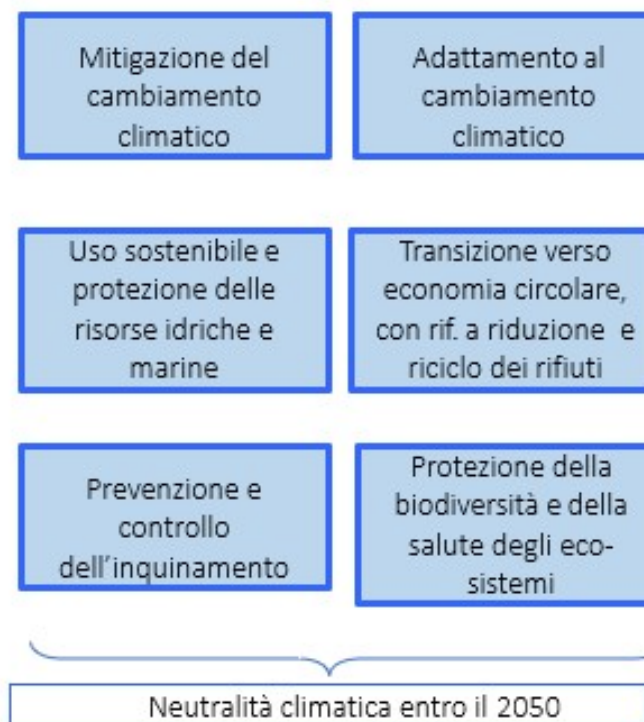 Mitigazione del
cambiamento
climatico
Adattamento al
cambiamento
climatico
Uso sostenibile e
protezione delle
risorse idriche e
marine
Transizione verso
economia circolare,
con rif. a riduzione e
riciclo dei rifiuti
Prevenzione e
controllo
dell'inquinamento
Protezione della
biodiversità e della
salute degli eco-
sistemi
Neutralità climatica entro il 2050